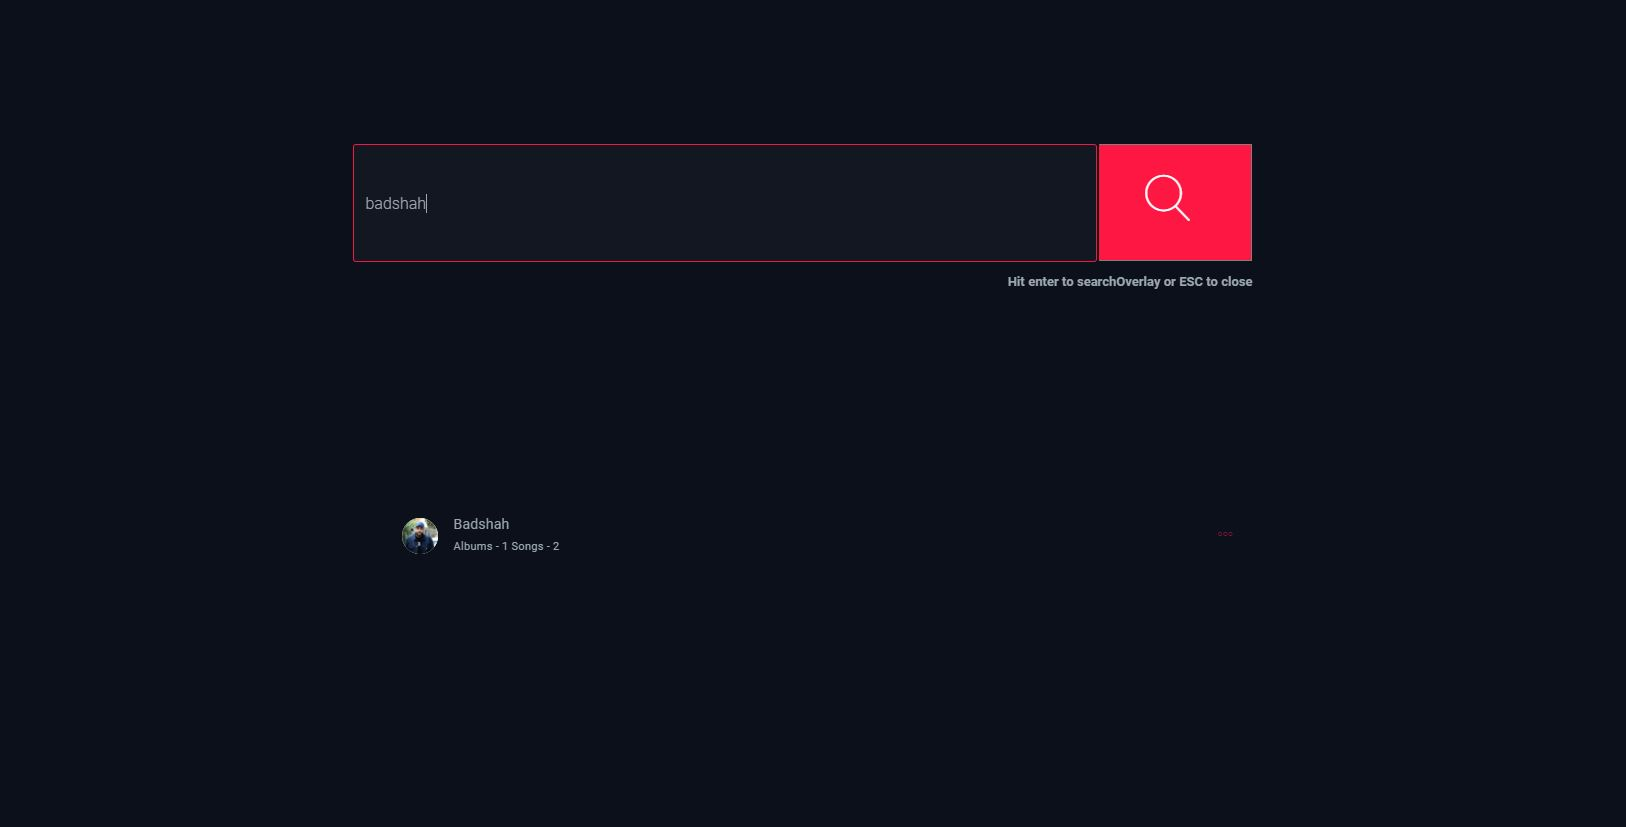 badshah
Hit enter to searchOverlay or ESC to close
Badshah
Albums - 1 Songs - 2